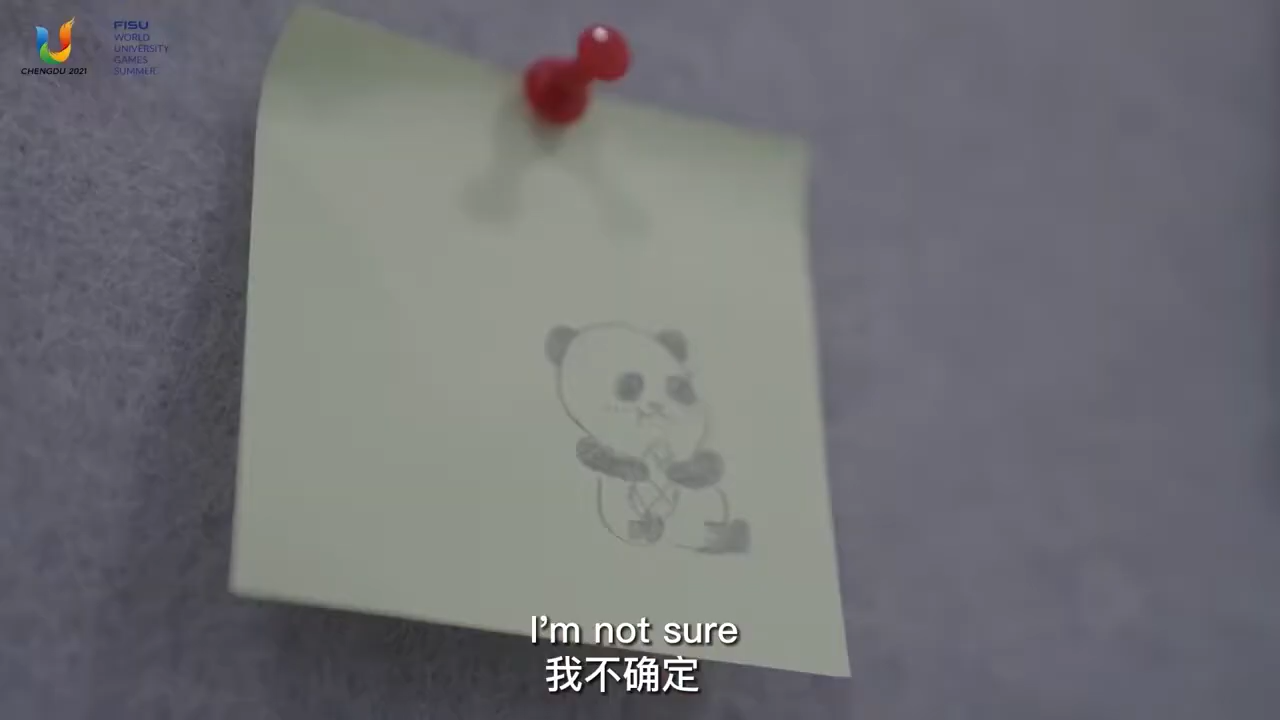 CHENGDU 2021
FISU
WORLD
UNIVERSITY
GAMES
SUMMER
I'm not sure
我不确定